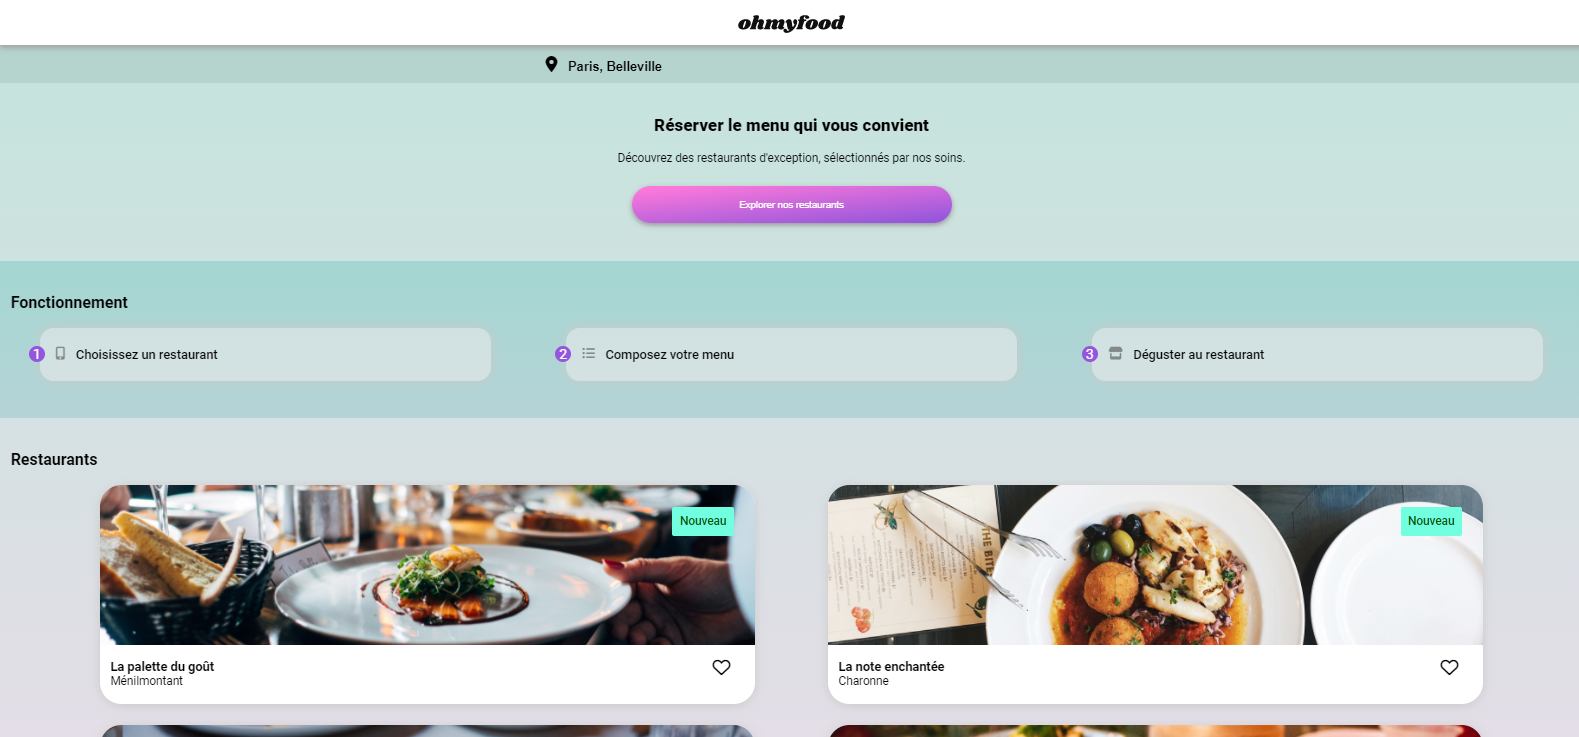 ohmyfood
Paris, Belleville
Réserver le menu qui vous convient
Découvrez des restaurants d'exception, sélectionnés par nos soins.
Explorer nos restaurants
Fonctionnement
1 Choisissez un restaurant
2 Composez votre menu
3 Déguster au restaurant
Restaurants
Nouveau
Nouveau
THE BITE
La palette du goût
Ménilmontant
La note enchantée
Charonne